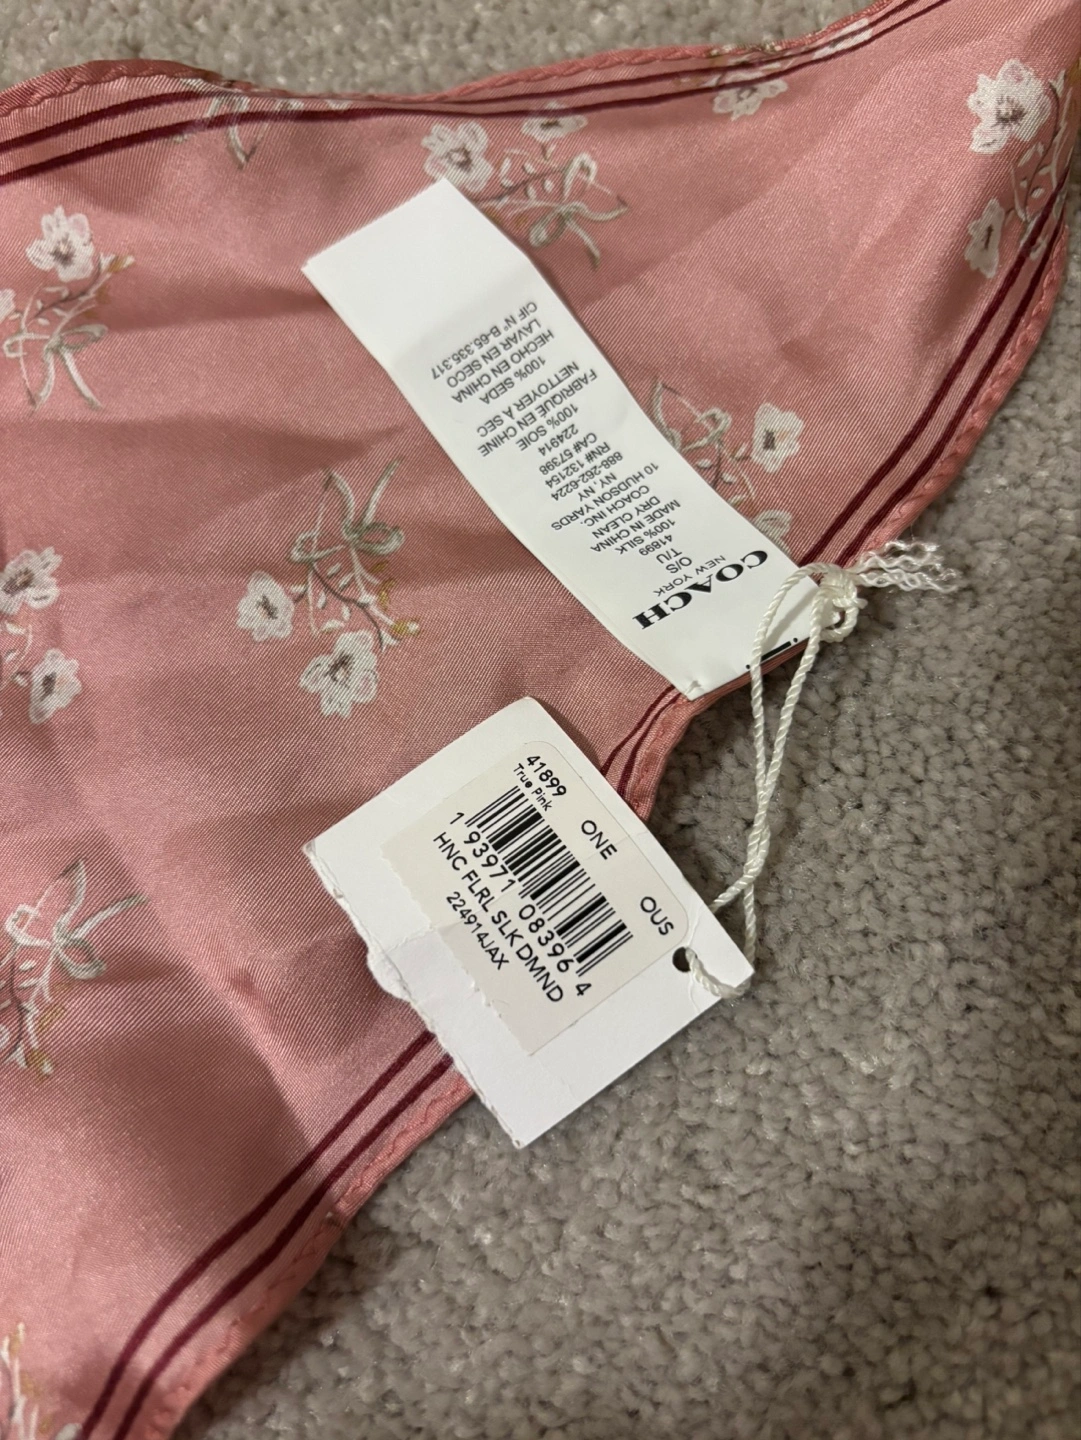 COACH
NEW YORK
T/U
O/S
41899
100% SILK
MADE IN CHINA
DRY CLEAN
COACH INC.
10 HUDSON YARDS
NY, NY
888-262-6224
RN# 132154
CA# 57398
224914
100% SOIE
FABRIQUÉ EN CHINE
NETTOYER À SEC
100% SEDA
HECHO EN CHINA
LAVAR EN SECO
CIF Nº B-65.335.317
41899 ONE OUS
True Pink
1 93971 08396 4
HNC FLRL SLK DMND
224914JAX